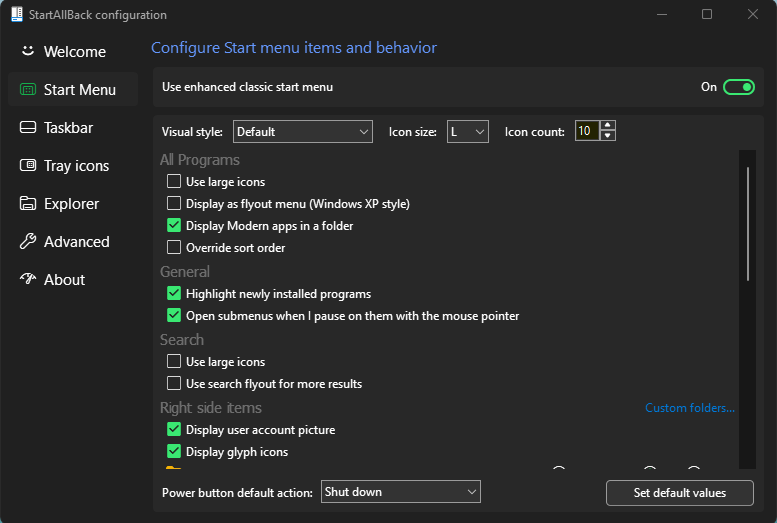 StartAllBack configuration
Welcome
Start Menu
Taskbar
Tray icons
Explorer
Advanced
About
Configure Start menu items and behavior
Use enhanced classic start menu On
Visual style: Default Icon size: L Icon count: 10
All Programs
Use large icons
Display as flyout menu (Windows XP style)
Display Modern apps in a folder
Override sort order
General
Highlight newly installed programs
Open submenus when I pause on them with the mouse pointer
Search
Use large icons
Use search flyout for more results
Right side items Custom folders...
Display user account picture
Display glyph icons
Power button default action: Shut down Set default values